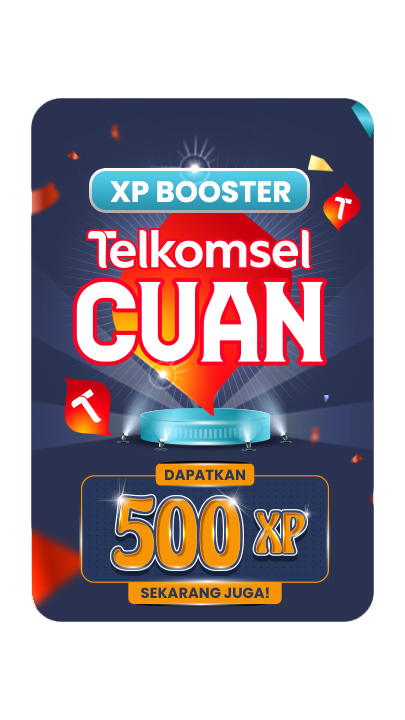 XP BOOSTER
Telkomsel
CUAN
DAPATKAN
500 XP
SEKARANG JUGA!